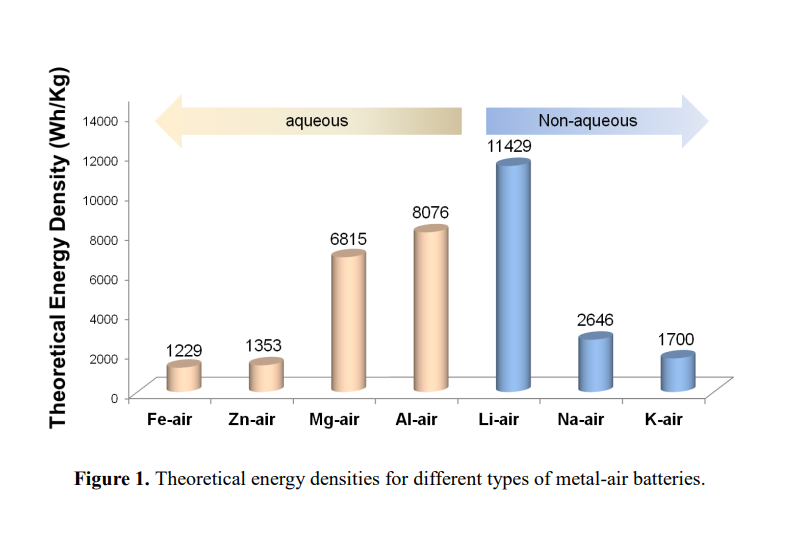 Theoretical Energy Density (Wh/Kg)
aqueous
Non-aqueous
14000
12000
10000
8000
6000
4000
2000
0
1229
1353
6815
8076
11429
2646
1700
Fe-air
Zn-air
Mg-air
Al-air
Li-air
Na-air
K-air
Figure 1. Theoretical energy densities for different types of metal-air batteries.